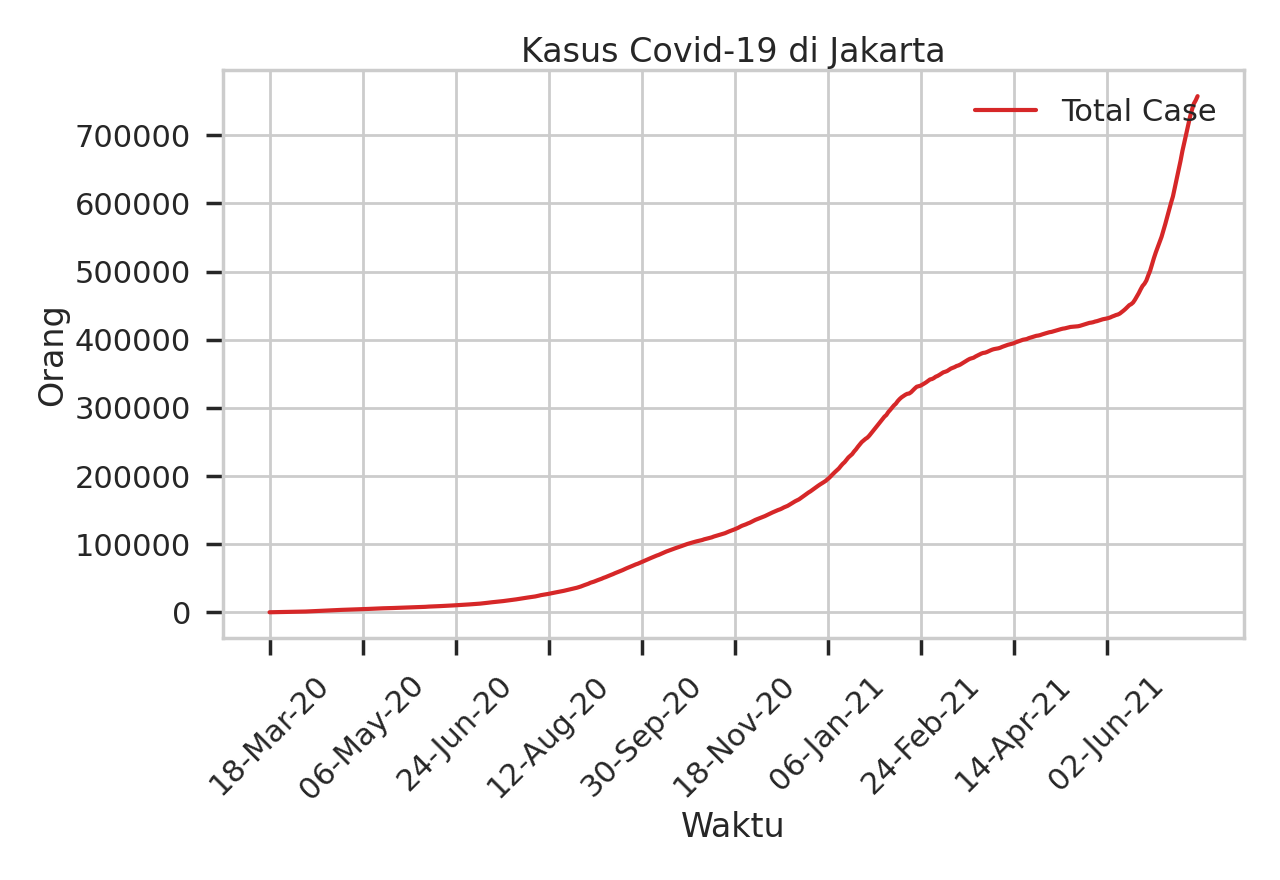 Kasus Covid-19 di Jakarta
Total Case
Orang
700000
600000
500000
400000
300000
200000
100000
0
18-Mar-20
06-May-20
24-Jun-20
12-Aug-20
30-Sep-20
18-Nov-20
06-Jan-21
24-Feb-21
14-Apr-21
02-Jun-21
Waktu